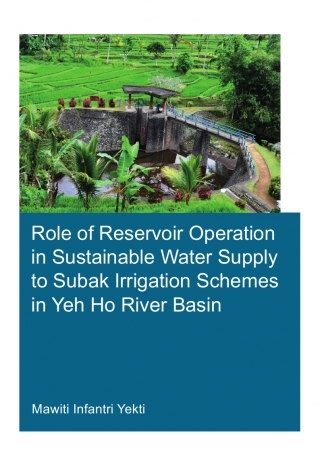 Role of Reservoir Operation
in Sustainable Water Supply
to Subak Irrigation Schemes
in Yeh Ho River Basin
Mawiti Infantri Yekti